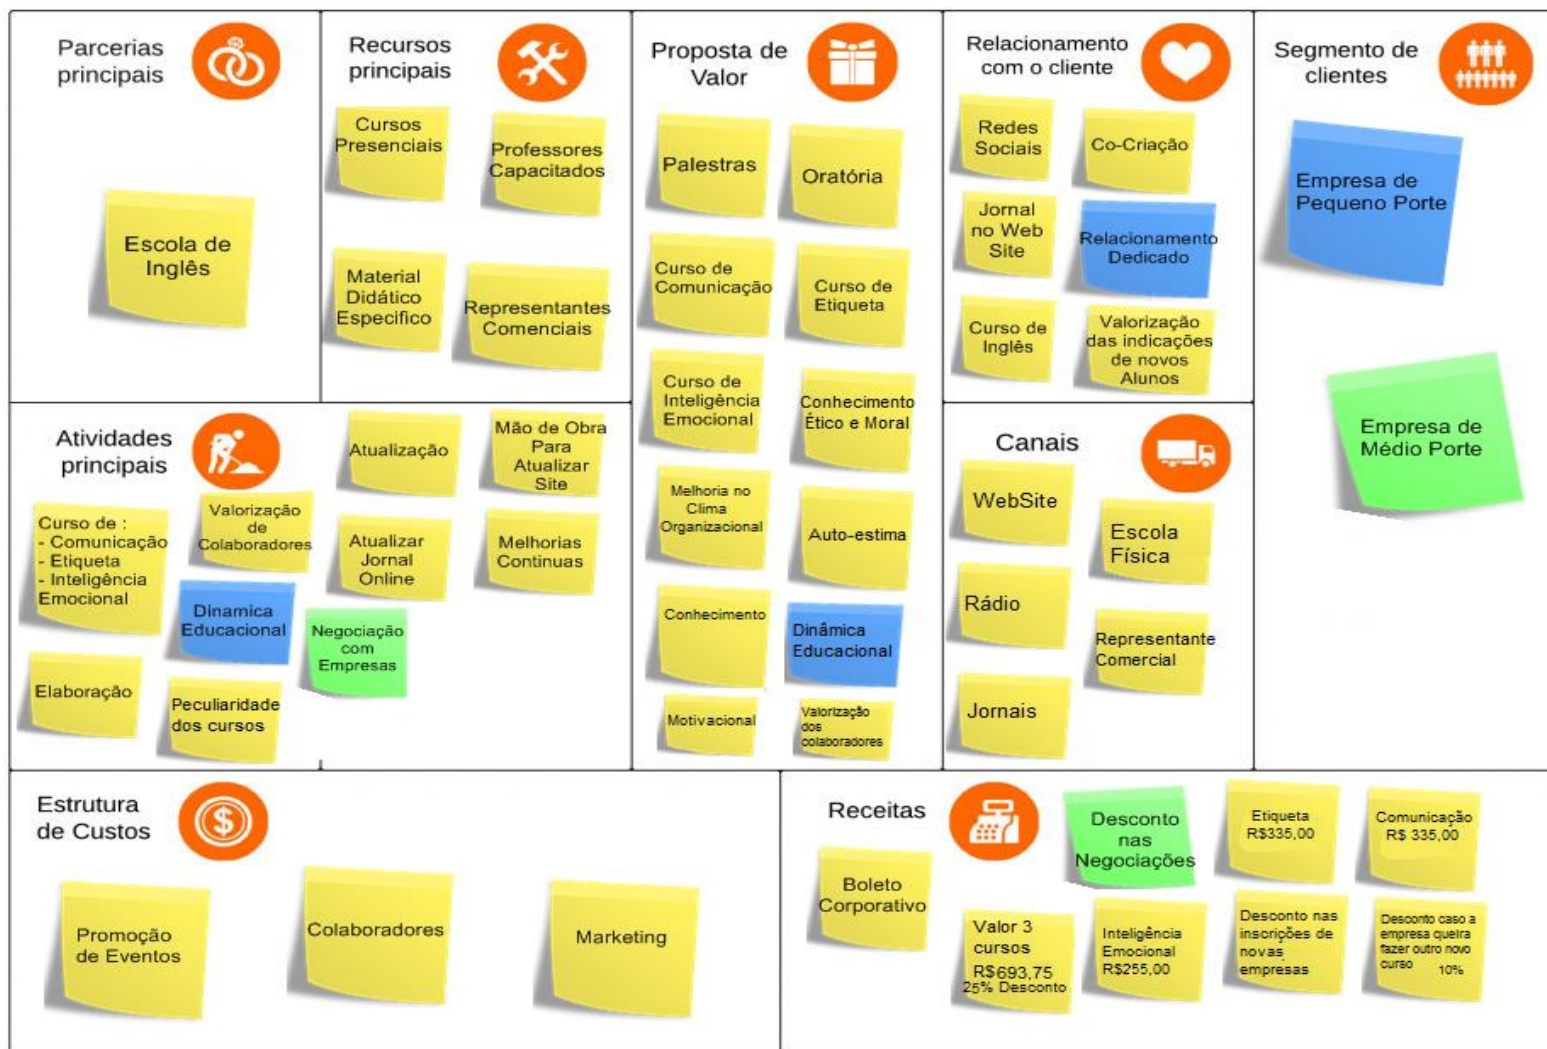 Parcerias
principais
Escola de
Inglês
Recursos
principais
Cursos
Presenciais
Professores
Capacitados
Material
Didático
Especifico
Representantes
Comenciais
Proposta de
Valor
Palestras
Oratória
Curso de
Comunicação
Curso de
Etiqueta
Curso de
Inteligência
Emocional
Conhecimento
Ético e Moral
Melhoria no
Clima
Organizacional
Auto-estima
Conhecimento
Dinâmica
Educacional
Motivacional
Valorização
dos
colaboradores
Relacionamento
com o cliente
Redes
Sociais
Co-Criação
Jornal
no Web
Site
Relacionamento
Dedicado
Curso de
Inglês
Valorização
das indicações
de novos
Alunos
Segmento de
clientes
Empresa de
Pequeno Porte
Empresa de
Médio Porte
Atividades
principais
Atualização
Mão de Obra
Para
Atualizar
Site
Curso de :
- Comunicação
- Etiqueta
- Inteligência
Emocional
Valorização
de
Colaboradores
Atualizar
Jornal
Online
Melhorias
Continuas
Dinamica
Educacional
Negociação
com
Empresas
Elaboração
Peculiaridade
dos cursos
Canais
WebSite
Escola
Física
Rádio
Representante
Comercial
Jornais
Estrutura
de Custos
Promoção
de Eventos
Colaboradores
Marketing
Receitas
Boleto
Corporativo
Desconto
nas
Negociações
Etiqueta
R$335,00
Comunicação
R$ 335,00
Valor 3
cursos
R$693,75
25% Desconto
Inteligência
Emocional
R$255,00
Desconto nas
inscrições de
novas
empresas
Desconto caso a
empresa queira
fazer outro novo
curso 10%